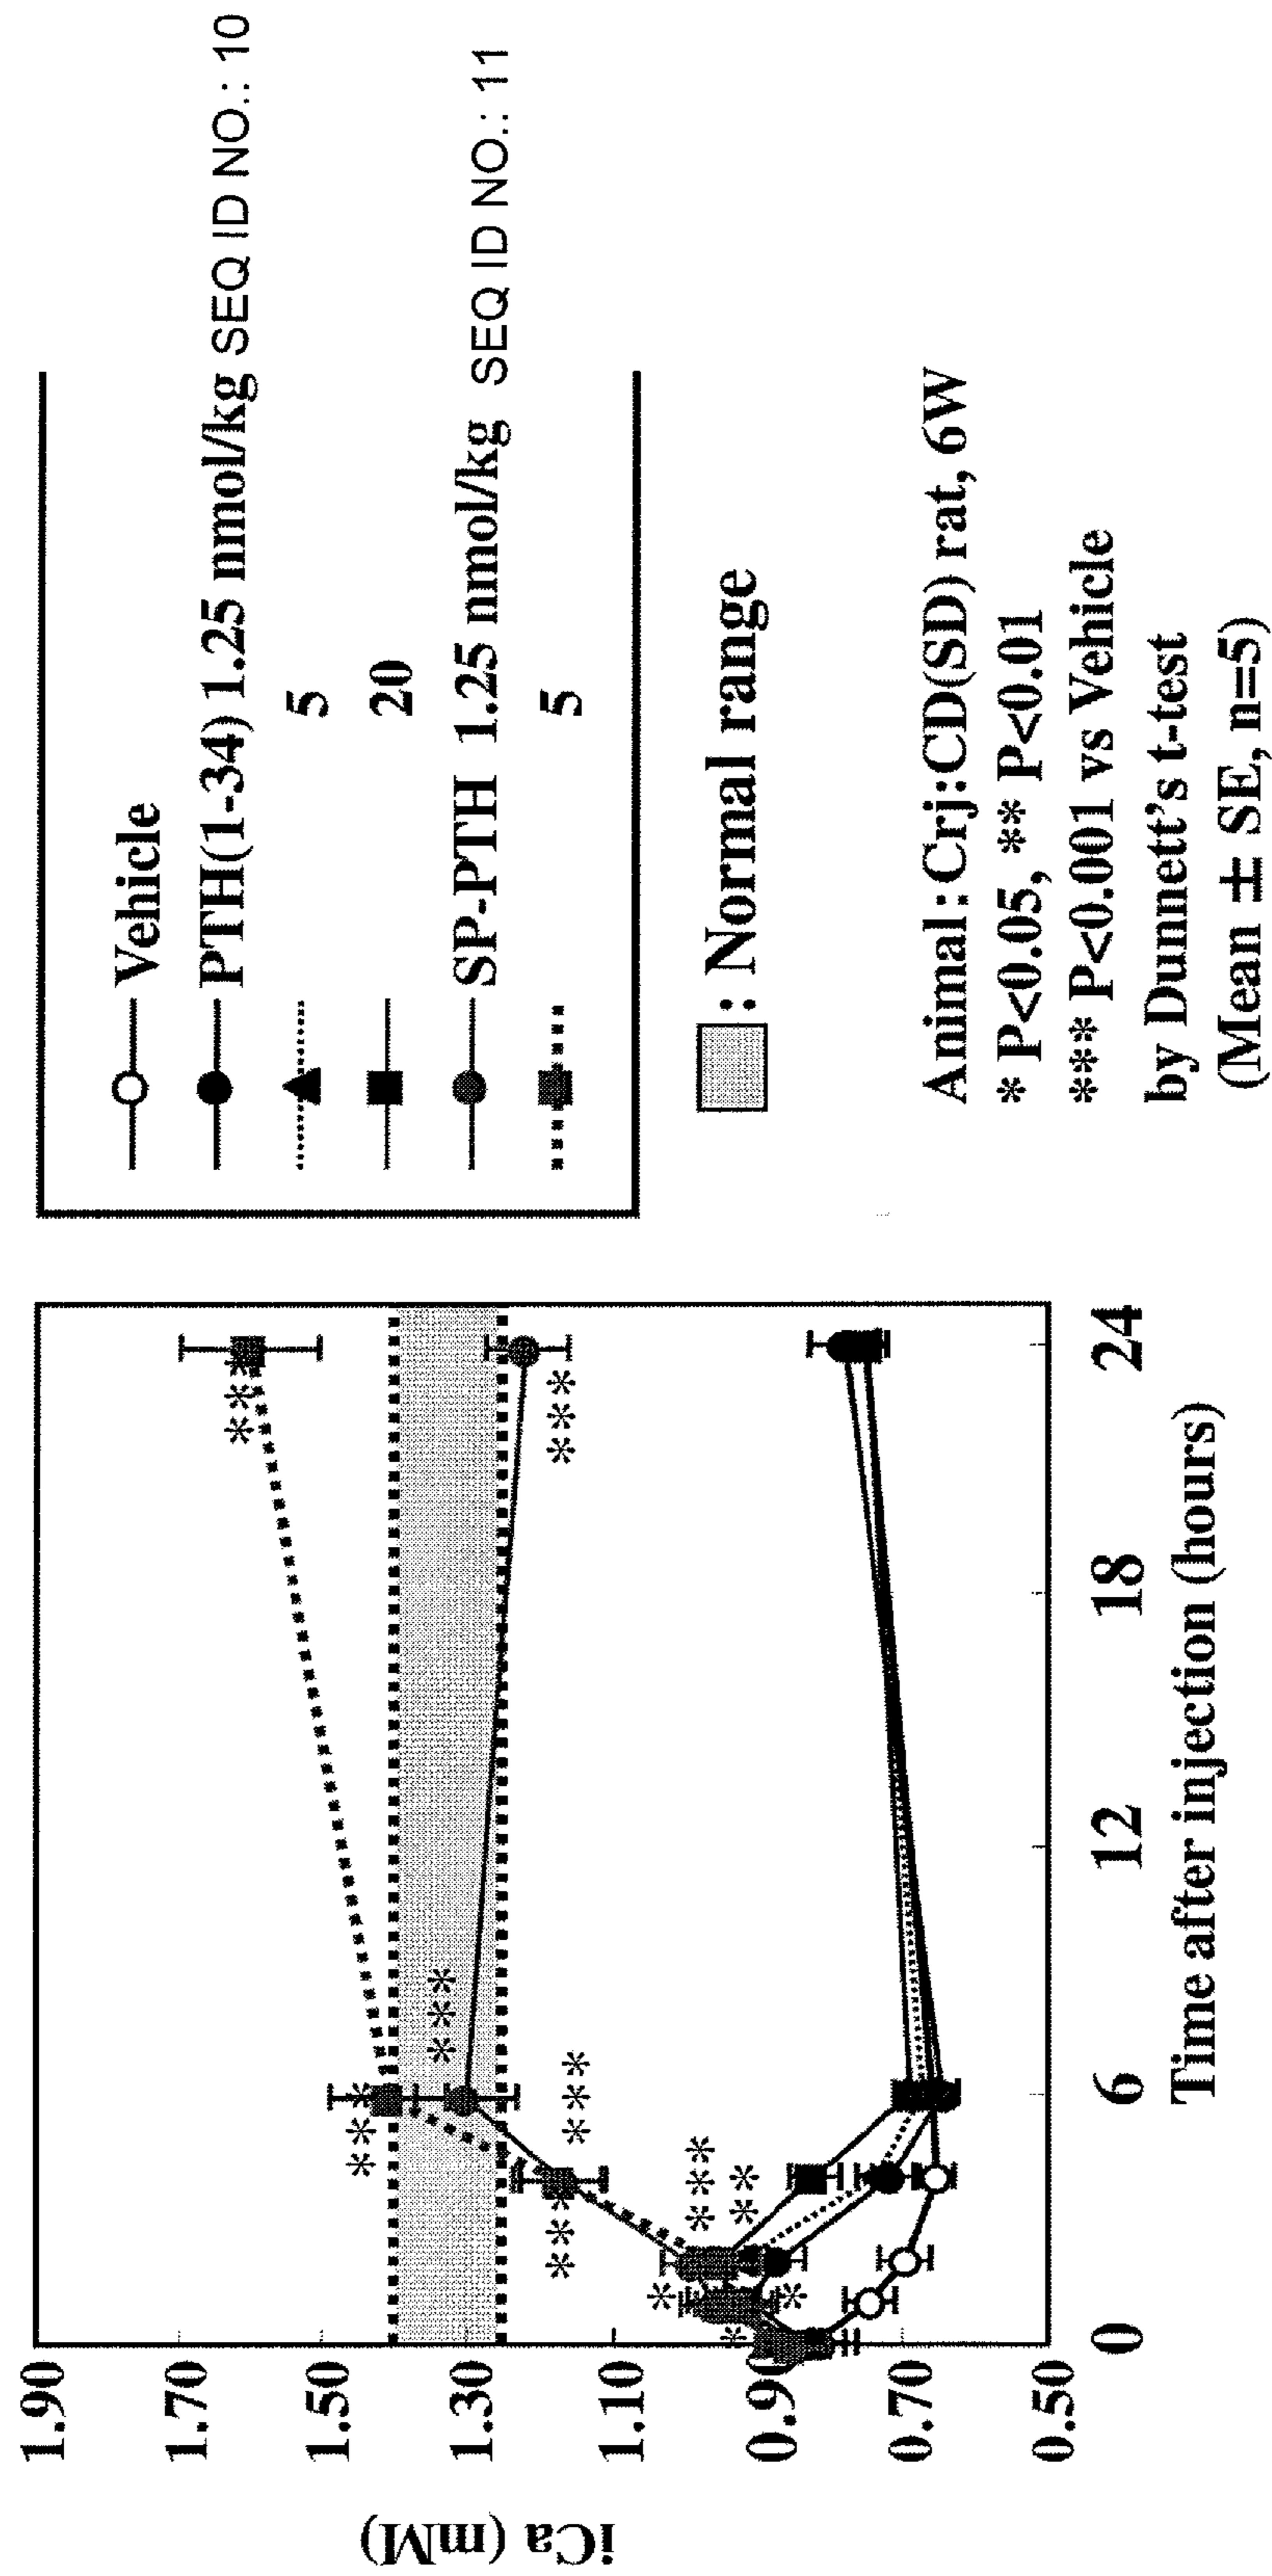 iCa (mM)
1.90
1.70
1.50
1.30
1.10
0.90
0.70
0.50
***
***
***
***
***
***
***
**
*
*
*
0 6 12 18 24
Time after injection (hours)
Vehicle
PTH(1-34) 1.25 nmol/kg SEQ ID NO.: 10
5
20
SP-PTH 1.25 nmol/kg SEQ ID NO.: 11
5
: Normal range
Animal:Crj:CD(SD) rat, 6W
* P<0.05, ** P<0.01
*** P<0.001 vs Vehicle
by Dunnett's t-test
(Mean ± SE, n=5)